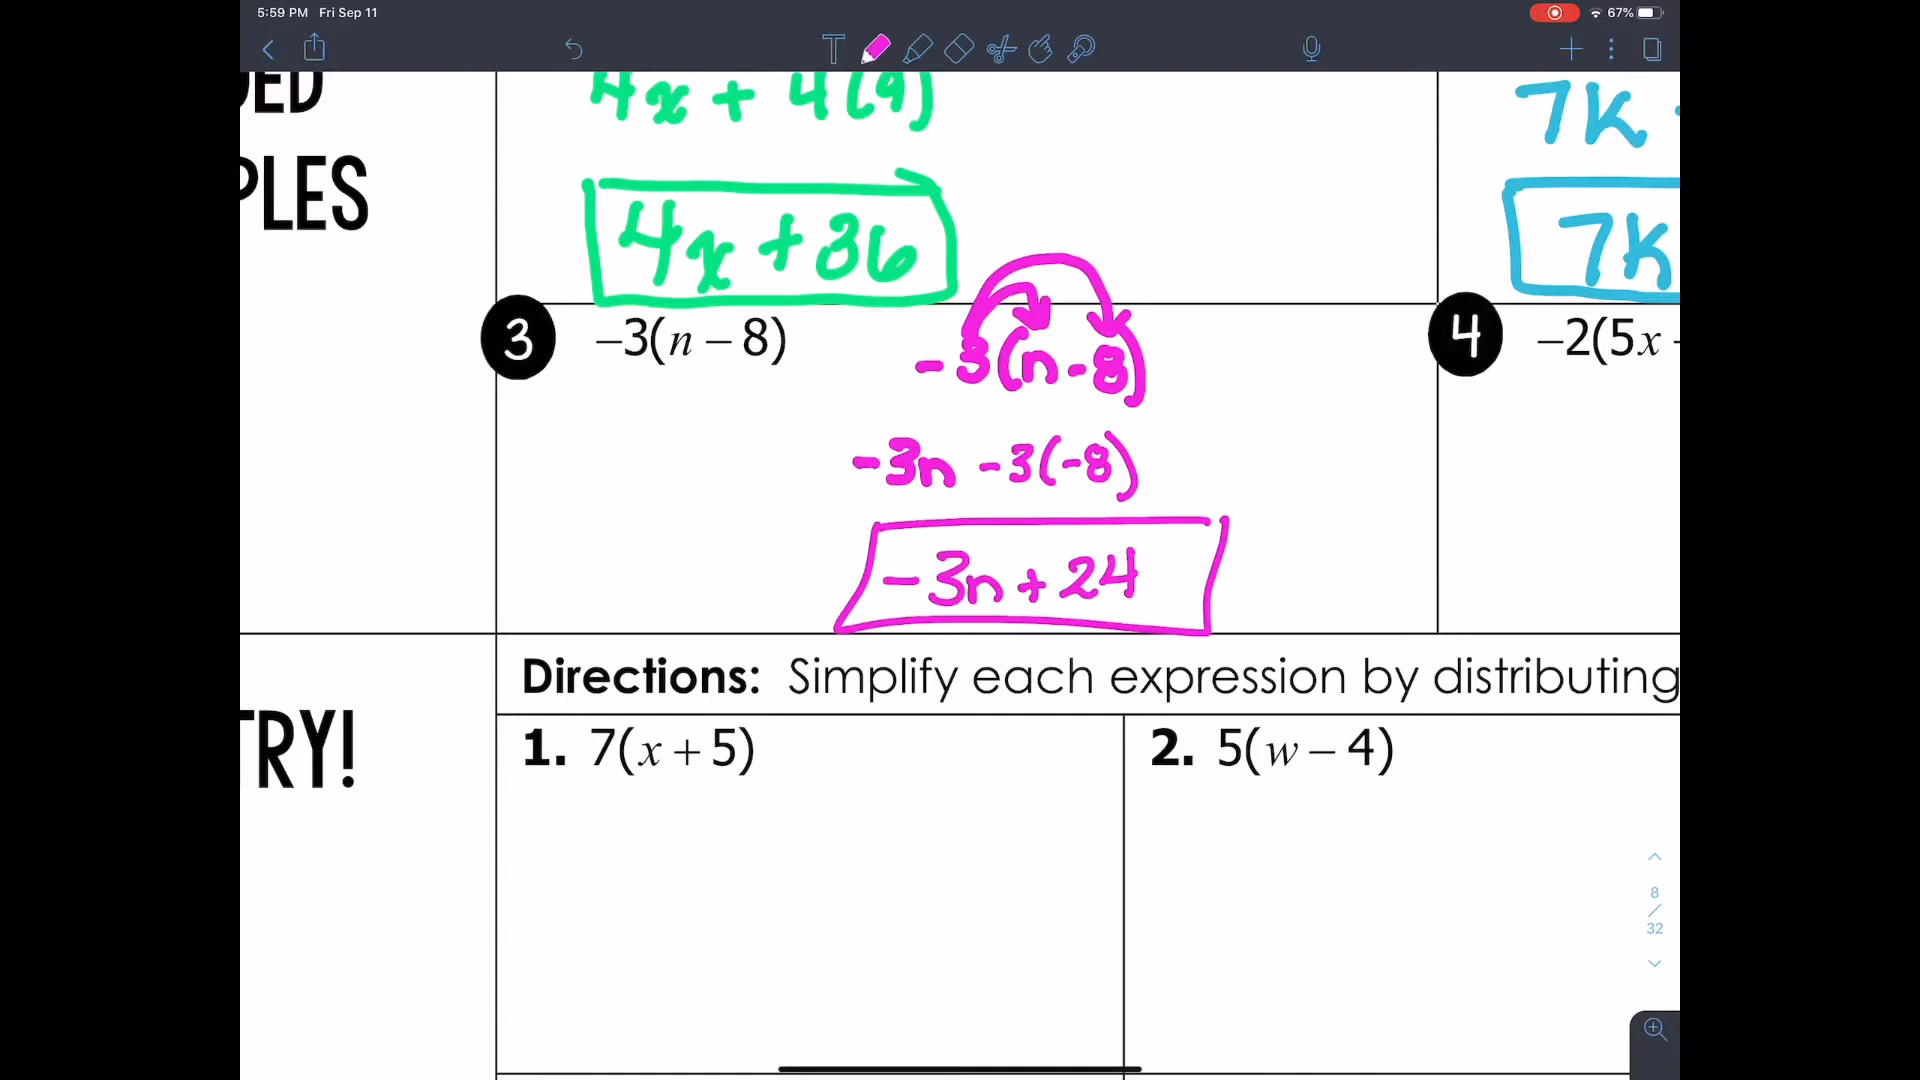 5:59 PM Fri Sep 11
67%
PLES
4x + 4(9)
4x + 36
7k
7k
3
-3(n - 8)
-3(n - 8)
-3n -3(-8)
-3n + 24
4
-2(5x -
Directions: Simplify each expression by distributing
TRY!
1. 7(x + 5)
2. 5(w - 4)
8
/
32